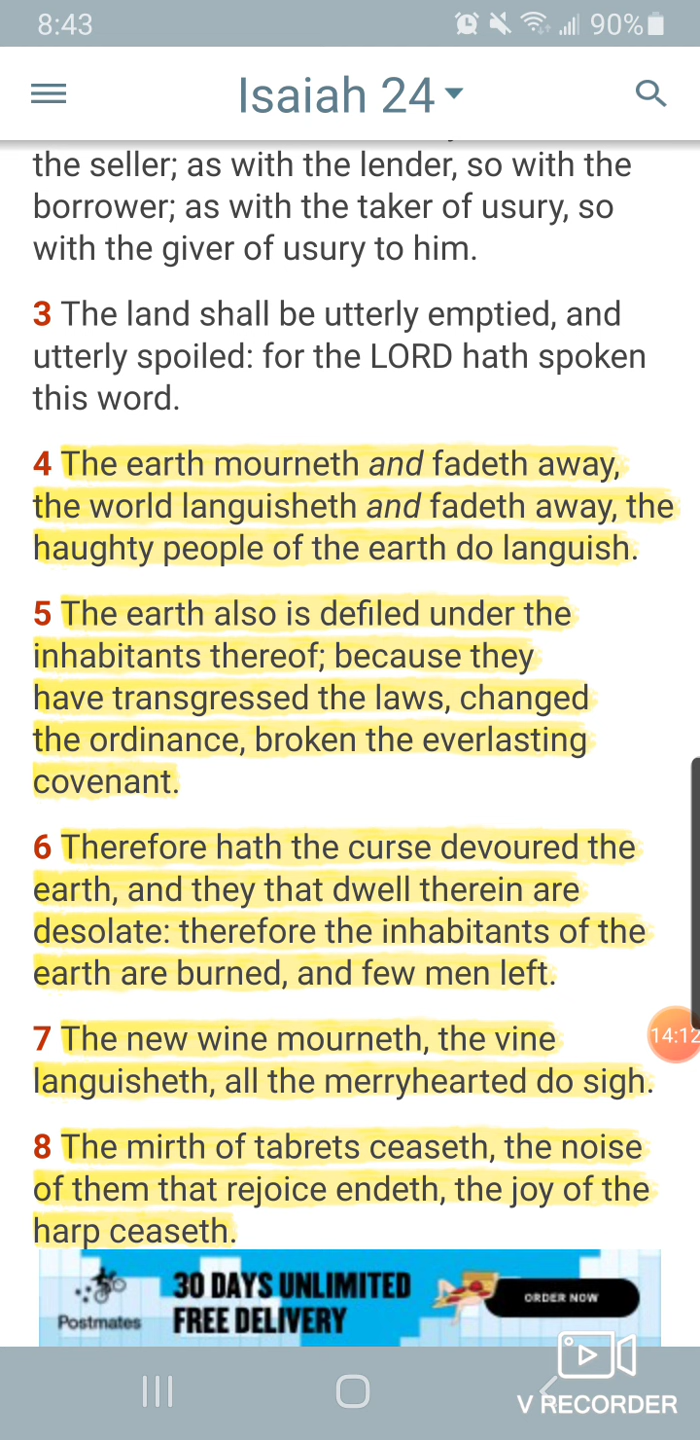 8:43
90%
Isaiah 24
the seller; as with the lender, so with the
borrower; as with the taker of usury, so
with the giver of usury to him.
3 The land shall be utterly emptied, and
utterly spoiled: for the LORD hath spoken
this word.
4 The earth mourneth and fadeth away,
the world languisheth and fadeth away, the
haughty people of the earth do languish.
5 The earth also is defiled under the
inhabitants thereof; because they
have transgressed the laws, changed
the ordinance, broken the everlasting
covenant.
6 Therefore hath the curse devoured the
earth, and they that dwell therein are
desolate: therefore the inhabitants of the
earth are burned, and few men left.
7 The new wine mourneth, the vine
languisheth, all the merryhearted do sigh.
14:12
8 The mirth of tabrets ceaseth, the noise
of them that rejoice endeth, the joy of the
harp ceaseth.
Postmates
30 DAYS UNLIMITED
FREE DELIVERY
ORDER NOW
V RECORDER